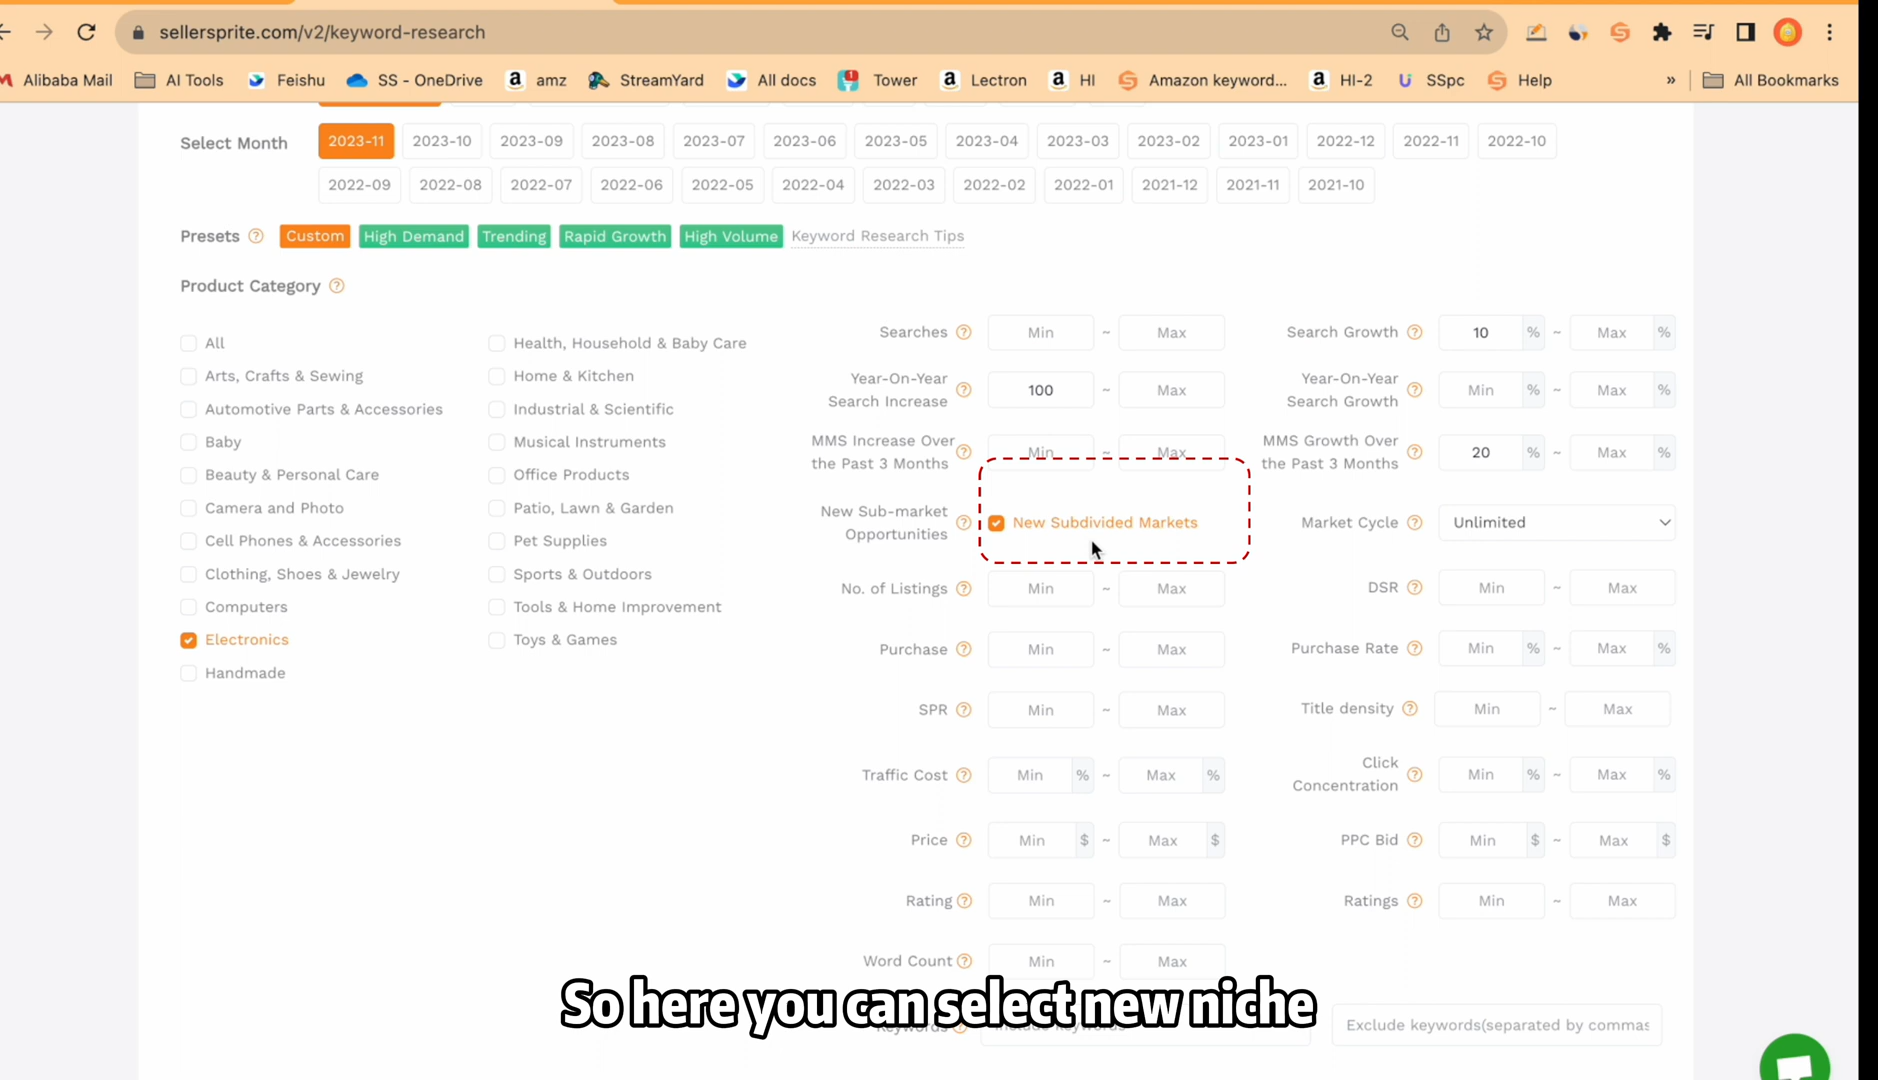 sellersprite.com/v2/keyword-research
Alibaba Mail AI Tools Feishu SS - OneDrive amz StreamYard All docs Tower Lectron HI Amazon keyword... HI-2 SSpc Help » All Bookmarks
Select Month 2023-11 2023-10 2023-09 2023-08 2023-07 2023-06 2023-05 2023-04 2023-03 2023-02 2023-01 2022-12 2022-11 2022-10
2022-09 2022-08 2022-07 2022-06 2022-05 2022-04 2022-03 2022-02 2022-01 2021-12 2021-11 2021-10
Presets Custom High Demand Trending Rapid Growth High Volume Keyword Research Tips
Product Category
All
Arts, Crafts & Sewing
Automotive Parts & Accessories
Baby
Beauty & Personal Care
Camera and Photo
Cell Phones & Accessories
Clothing, Shoes & Jewelry
Computers
Electronics
Handmade
Health, Household & Baby Care
Home & Kitchen
Industrial & Scientific
Musical Instruments
Office Products
Patio, Lawn & Garden
Pet Supplies
Sports & Outdoors
Tools & Home Improvement
Toys & Games
Searches Min ~ Max
Search Growth 10 % ~ Max %
Year-On-Year
Search Increase 100 ~ Max
Year-On-Year
Search Growth Min % ~ Max %
MMS Increase Over
the Past 3 Months Min ~ Max
MMS Growth Over
the Past 3 Months 20 % ~ Max %
New Sub-market
Opportunities New Subdivided Markets
Market Cycle Unlimited
No. of Listings Min ~ Max
DSR Min ~ Max
Purchase Min ~ Max
Purchase Rate Min % ~ Max %
SPR Min ~ Max
Title density Min ~ Max
Traffic Cost Min % ~ Max %
Click
Concentration Min % ~ Max %
Price Min $ ~ Max $
PPC Bid Min $ ~ Max $
Rating Min ~ Max
Ratings Min ~ Max
Word Count Min ~ Max
So here you can select new niche
Keywords Include keywords
Exclude keywords(separated by commas